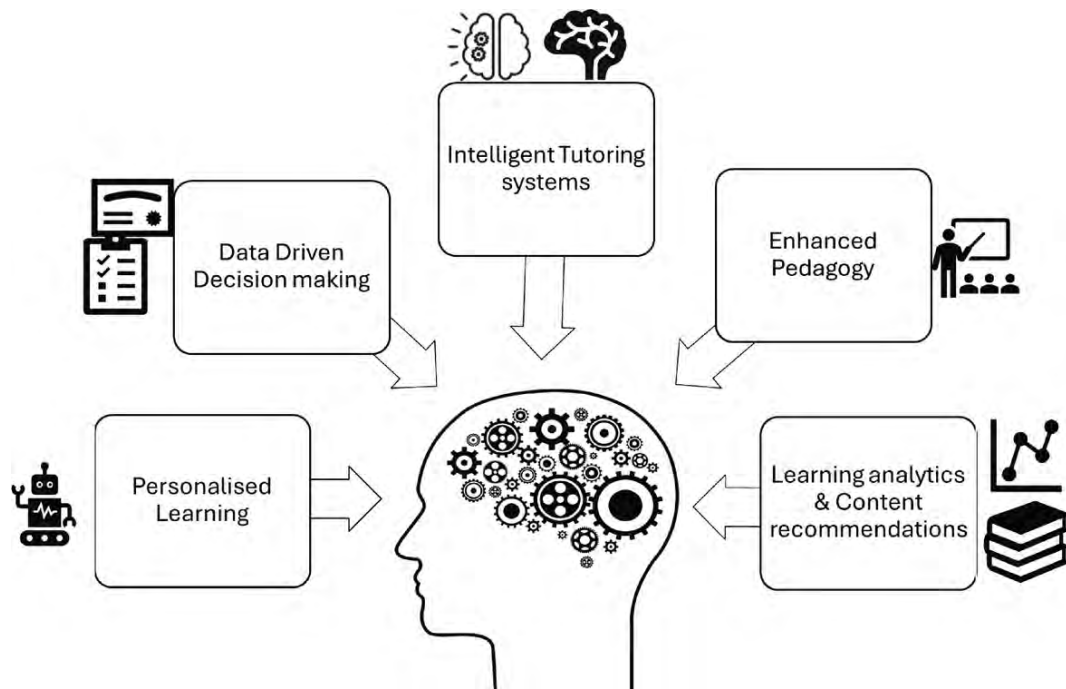 Intelligent Tutoring
systems
Data Driven
Decision making
Enhanced
Pedagogy
Personalised
Learning
Learning analytics
& Content
recommendations